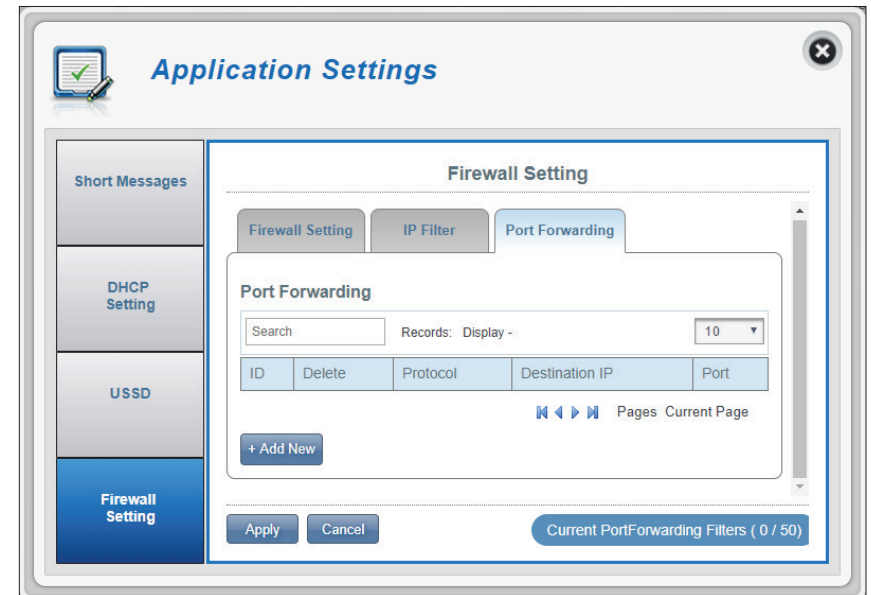 Application Settings
Short Messages
DHCP
Setting
USSD
Firewall
Setting
Firewall Setting
Firewall Setting IP Filter Port Forwarding
Port Forwarding
Search Records: Display - 10
ID Delete Protocol Destination IP Port
Pages Current Page
+ Add New
Apply Cancel Current PortForwarding Filters ( 0 / 50)